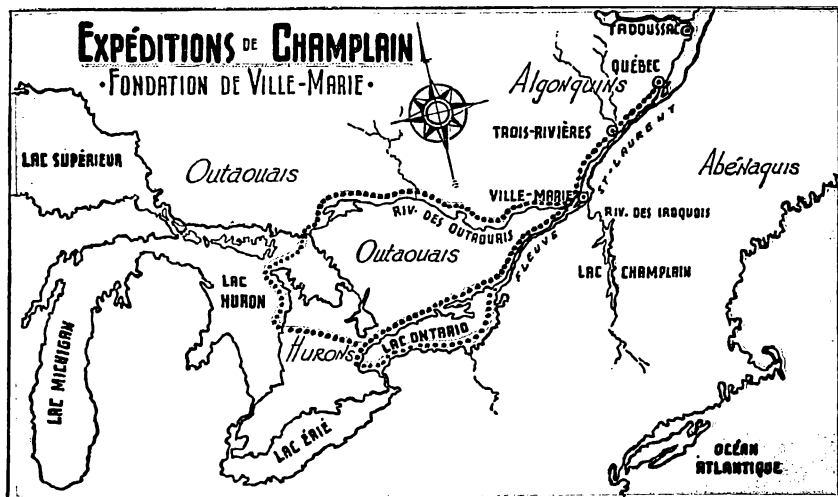 EXPÉDITIONS DE CHAMPLAIN
• FONDATION DE VILLE-MARIE •
TADOUSSAC
QUÉBEC
ALGONQUINS
TROIS-RIVIÈRES
ST-LAURENT
LAC SUPÉRIEUR
OUTAOUAIS
ABÉNAQUIS
VILLE-MARIE
RIV. DES OUTAOUAIS
RIV. DES IROQUOIS
OUTAOUAIS
FLEUVE
LAC CHAMPLAIN
LAC HURON
LAC ONTARIO
HURONS
LAC MICHIGAN
LAC ÉRIÉ
OCÉAN
ATLANTIQUE